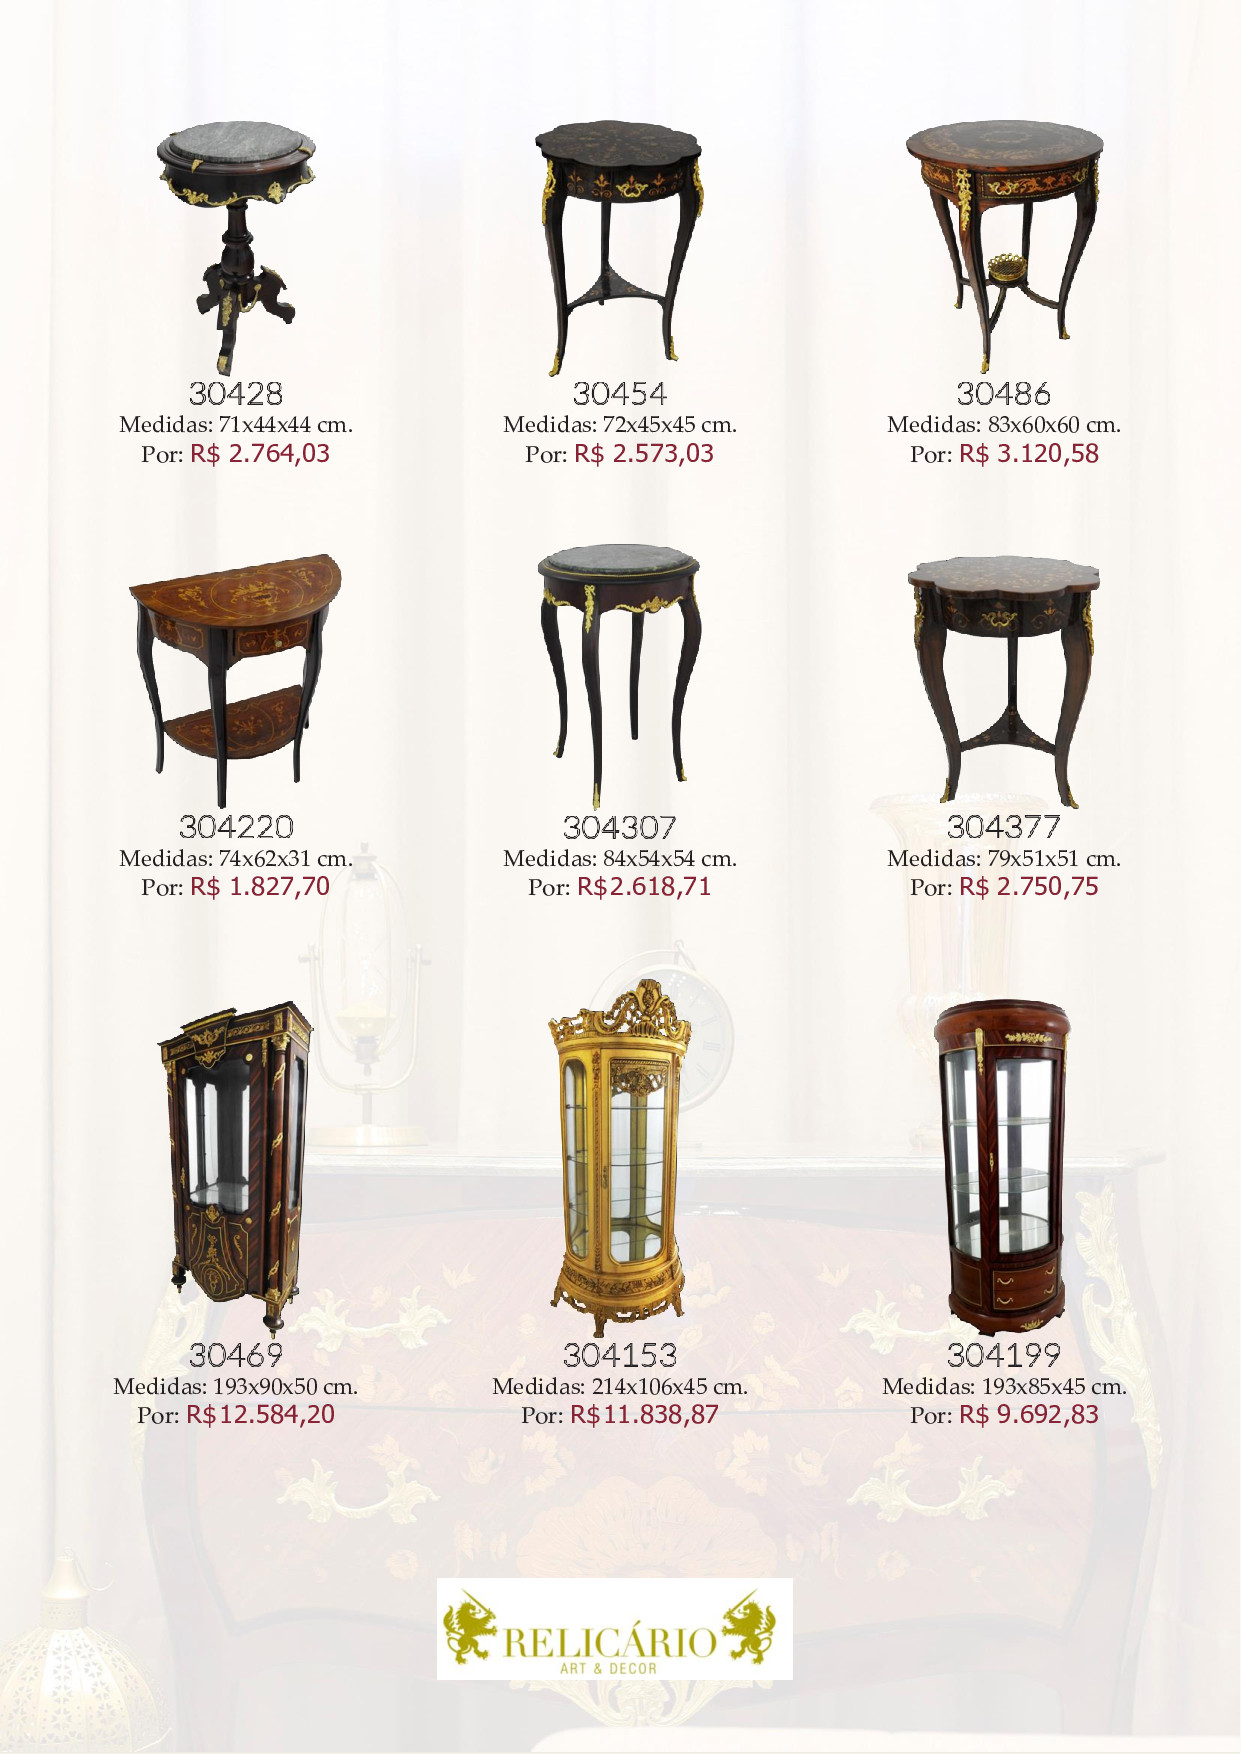 30428
Medidas: 71x44x44 cm.
Por: R$ 2.764,03
30454
Medidas: 72x45x45 cm.
Por: R$ 2.573,03
30486
Medidas: 83x60x60 cm.
Por: R$ 3.120,58
304220
Medidas: 74x62x31 cm.
Por: R$ 1.827,70
304307
Medidas: 84x54x54 cm.
Por: R$2.618,71
304377
Medidas: 79x51x51 cm.
Por: R$ 2.750,75
30469
Medidas: 193x90x50 cm.
Por: R$12.584,20
304153
Medidas: 214x106x45 cm.
Por: R$11.838,87
304199
Medidas: 193x85x45 cm.
Por: R$ 9.692,83
RELICÁRIO
ART & DECOR